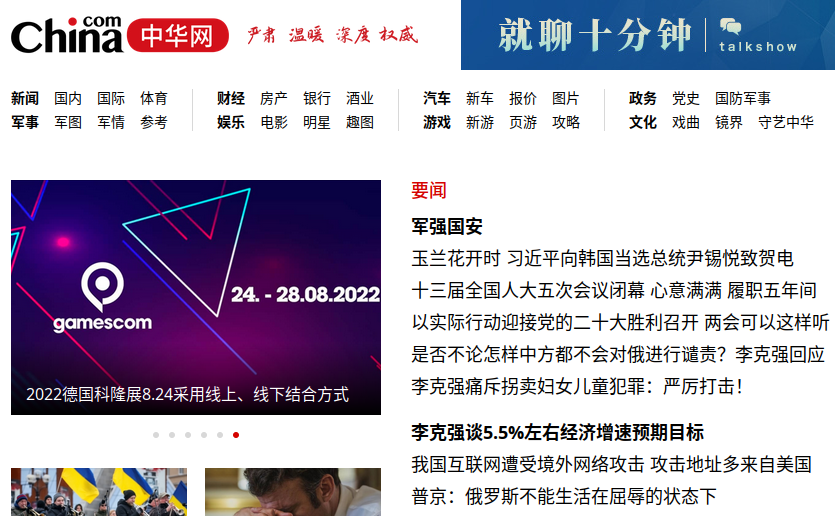 China.com 中华网 严肃 温暖 深度 权威
就聊十分钟 talkshow
新闻 国内 国际 体育 财经 房产 银行 酒业 汽车 新车 报价 图片 政务 党史 国防军事
军事 军图 军情 参考 娱乐 电影 明星 趣图 游戏 新游 页游 攻略 文化 戏曲 镜界 守艺中华
24. - 28.08.2022
gamescom
2022德国科隆展8.24采用线上、线下结合方式
要闻
军强国安
玉兰花开时 习近平向韩国当选总统尹锡悦致贺电
十三届全国人大五次会议闭幕 心意满满 履职五年间
以实际行动迎接党的二十大胜利召开 两会可以这样听
是否不论怎样中方都不会对俄进行谴责？李克强回应
李克强痛斥拐卖妇女儿童犯罪：严厉打击！
李克强谈5.5%左右经济增速预期目标
我国互联网遭受境外网络攻击 攻击地址多来自美国
普京：俄罗斯不能生活在屈辱的状态下